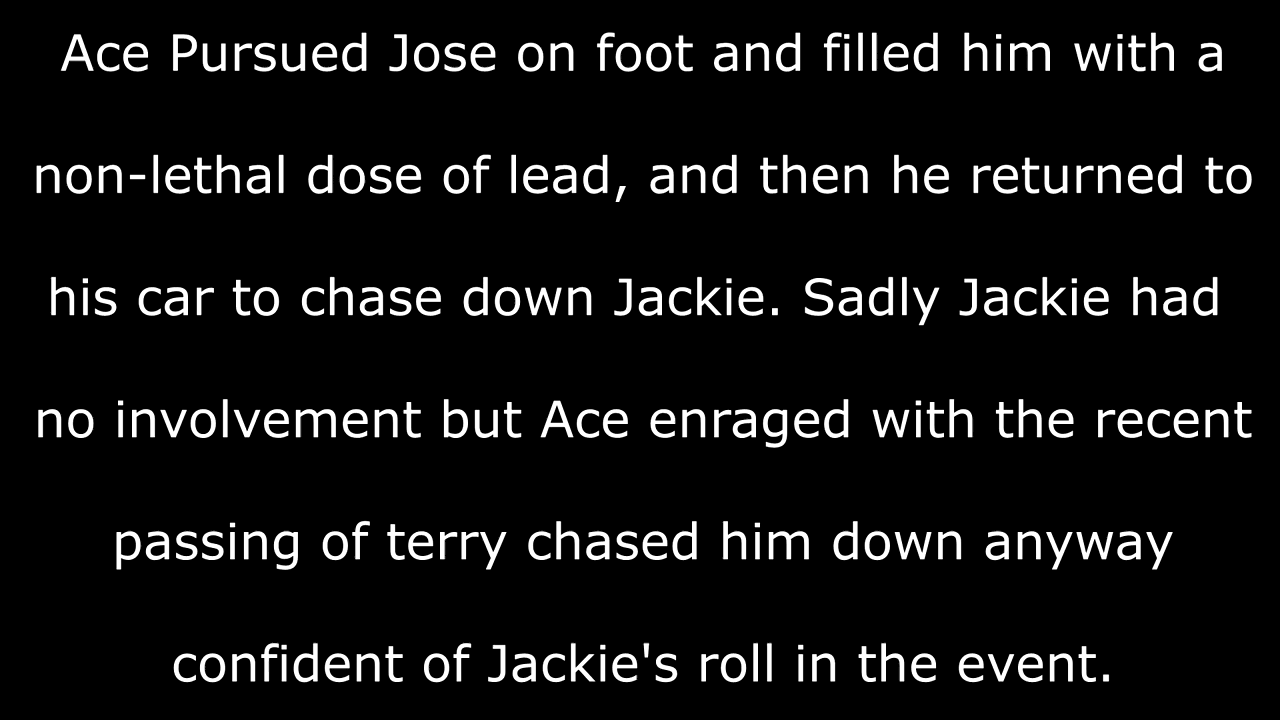 Ace Pursued Jose on foot and filled him with a
non-lethal dose of lead, and then he returned to
his car to chase down Jackie. Sadly Jackie had
no involvement but Ace enraged with the recent
passing of terry chased him down anyway
confident of Jackie's roll in the event.